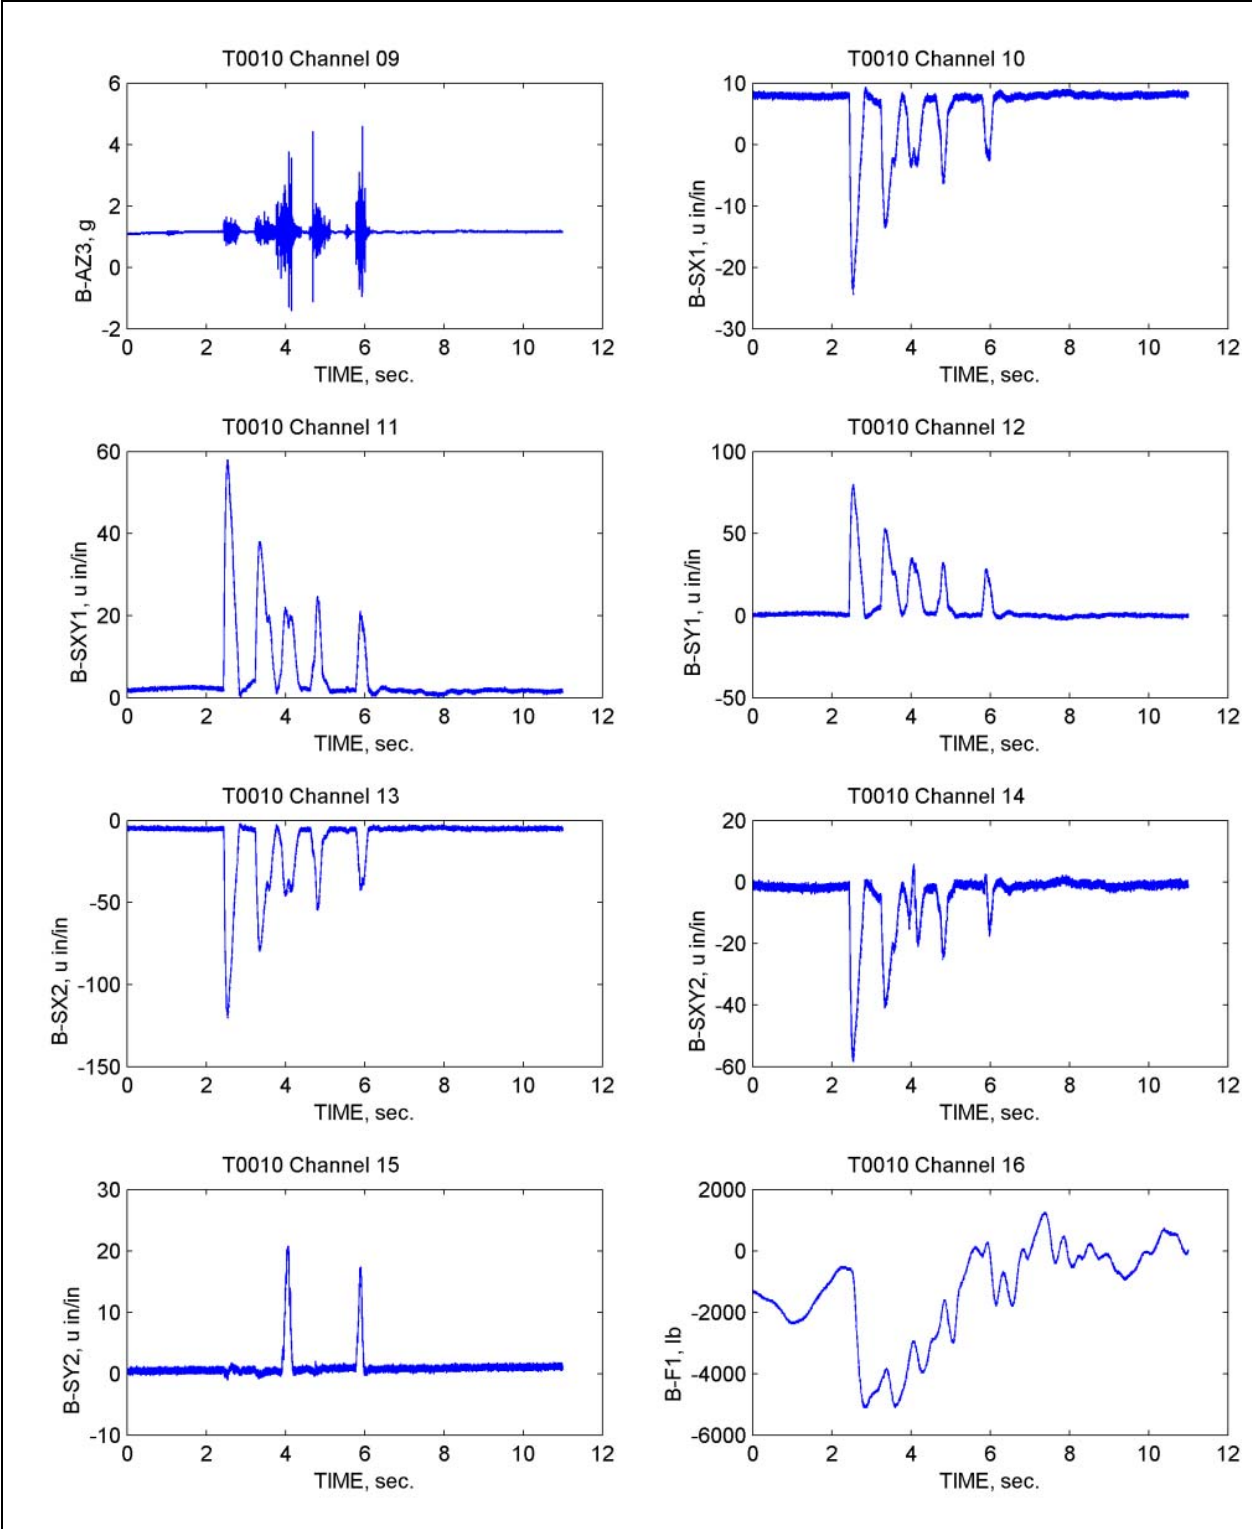 T0010 Channel 09
6
4
2
0
-2
B-AZ3, g
0 2 4 6 8 10 12
TIME, sec.
T0010 Channel 10
10
0
-10
-20
-30
B-SX1, u in/in
0 2 4 6 8 10 12
TIME, sec.
T0010 Channel 11
60
40
20
0
B-SXY1, u in/in
0 2 4 6 8 10 12
TIME, sec.
T0010 Channel 12
100
50
0
-50
B-SY1, u in/in
0 2 4 6 8 10 12
TIME, sec.
T0010 Channel 13
0
-50
-100
-150
B-SX2, u in/in
0 2 4 6 8 10 12
TIME, sec.
T0010 Channel 14
20
0
-20
-40
-60
B-SXY2, u in/in
0 2 4 6 8 10 12
TIME, sec.
T0010 Channel 15
30
20
10
0
-10
B-SY2, u in/in
0 2 4 6 8 10 12
TIME, sec.
T0010 Channel 16
2000
0
-2000
-4000
-6000
B-F1, lb
0 2 4 6 8 10 12
TIME, sec.